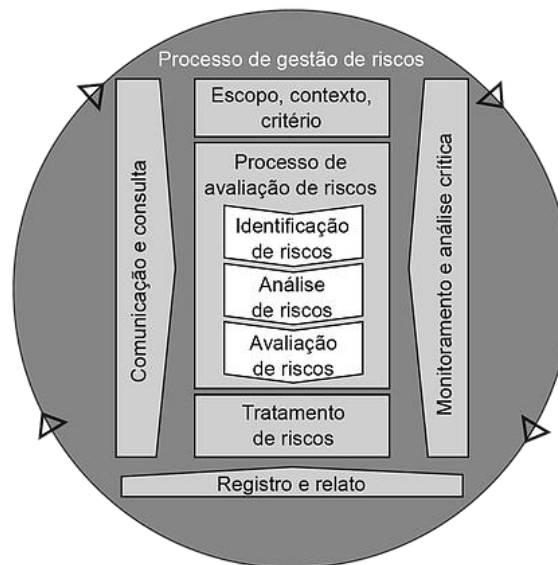 Processo de gestão de riscos
Escopo, contexto,
critério
Comunicação e consulta
Processo de
avaliação de riscos
Identificação
de riscos
Análise
de riscos
Avaliação
de riscos
Tratamento
de riscos
Monitoramento e análise crítica
Registro e relato